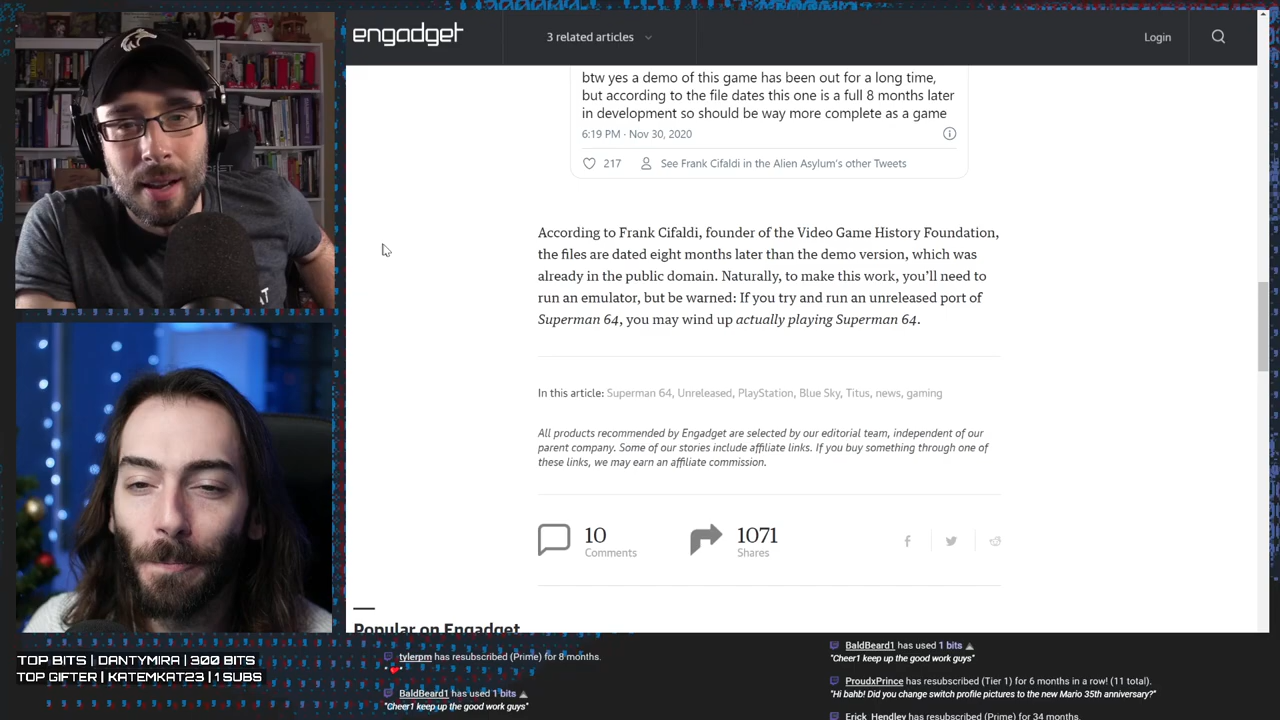 engadget
3 related articles
Login
btw yes a demo of this game has been out for a long time,
but according to the file dates this one is a full 8 months later
in development so should be way more complete as a game
6:19 PM · Nov 30, 2020
217
See Frank Cifaldi in the Alien Asylum's other Tweets
According to Frank Cifaldi, founder of the Video Game History Foundation,
the files are dated eight months later than the demo version, which was
already in the public domain. Naturally, to make this work, you'll need to
run an emulator, but be warned: If you try and run an unreleased port of
Superman 64, you may wind up actually playing Superman 64.
In this article: Superman 64, Unreleased, PlayStation, Blue Sky, Titus, news, gaming
All products recommended by Engadget are selected by our editorial team, independent of our
parent company. Some of our stories include affiliate links. If you buy something through one of
these links, we may earn an affiliate commission.
10
Comments
1071
Shares
Popular on Engadget
TOP BITS | DANTYMIRA | 300 BITS
TOP GIFTER | KATEMKAT23 | 1 SUBS
tylerpm has resubscribed (Prime) for 8 months.
BaldBeard1 has used 1 bits
"Cheer1 keep up the good work guys"
BaldBeard1 has used 1 bits
"Cheer1 keep up the good work guys"
ProudxPrince has resubscribed (Tier 1) for 6 months in a row! (11 total).
"Hi bahb! Did you change switch profile pictures to the new Mario 35th anniversary?"
Erick_Hendley has resubscribed (Prime) for 34 months.